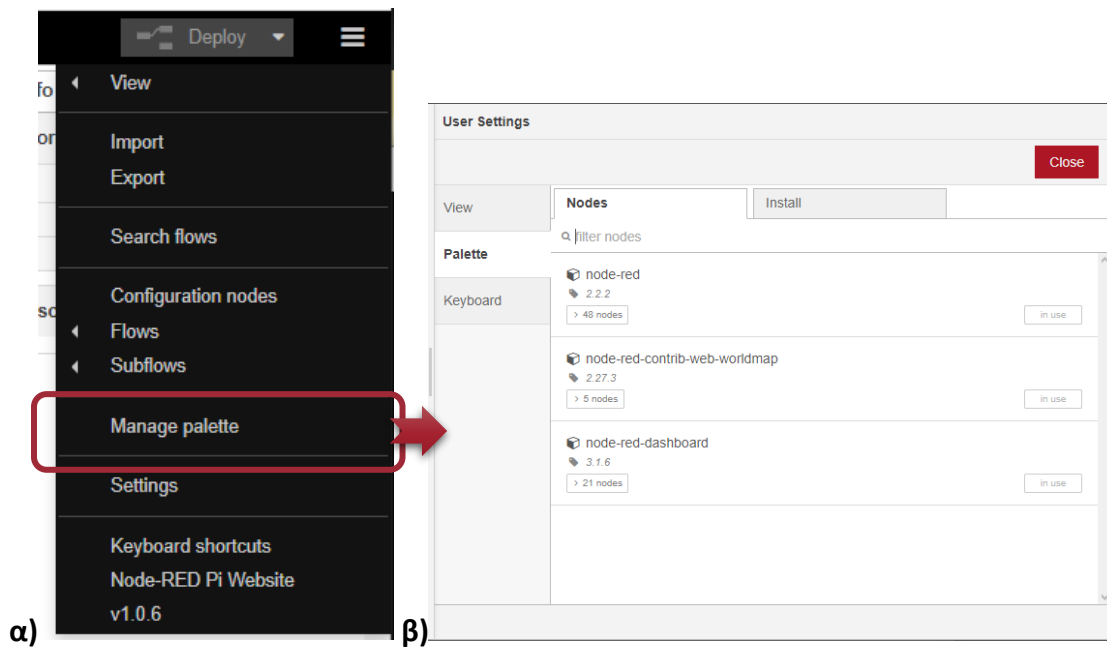 Deploy
fo
View
or
Import
Export
Search flows
Configuration nodes
so
Flows
Subflows
Manage palette
Settings
Keyboard shortcuts
Node-RED Pi Website
v1.0.6
α)
User Settings
Close
View
Palette
Keyboard
Nodes
Install
filter nodes
node-red
2.2.2
> 48 nodes
in use
node-red-contrib-web-worldmap
2.27.3
> 5 nodes
in use
node-red-dashboard
3.1.6
> 21 nodes
in use
β)